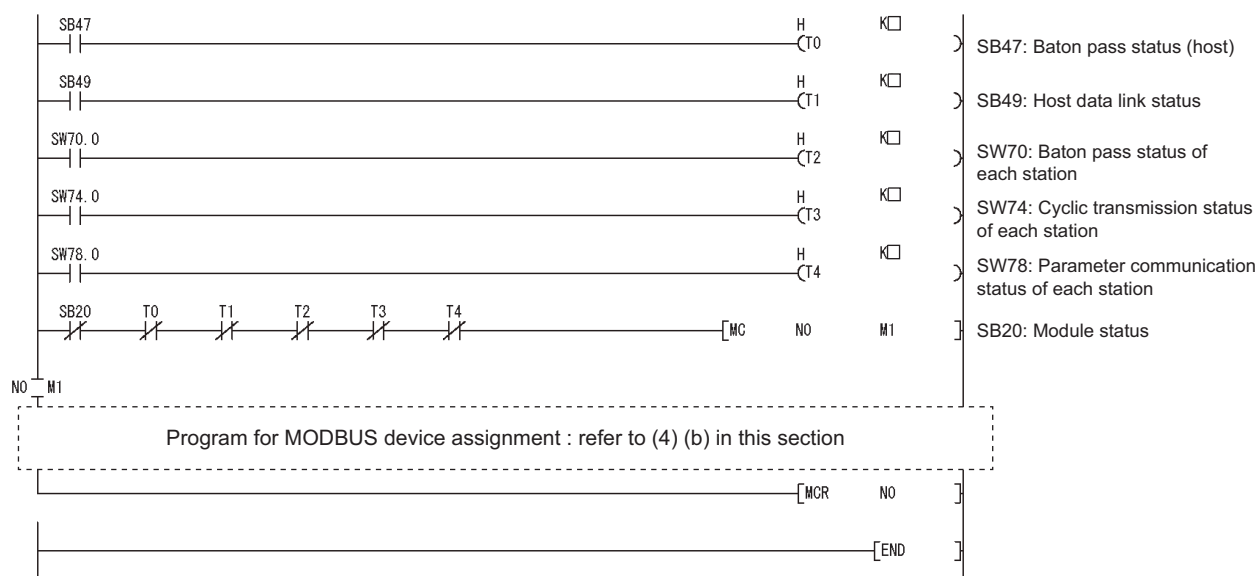 SB47 H K□
(T0 ) SB47: Baton pass status (host)
SB49 H K□
(T1 ) SB49: Host data link status
SW70.0 H K□
(T2 ) SW70: Baton pass status of
each station
SW74.0 H K□
(T3 ) SW74: Cyclic transmission status
of each station
SW78.0 H K□
(T4 ) SW78: Parameter communication
status of each station
SB20 T0 T1 T2 T3 T4
[MC N0 M1 ] SB20: Module status
N0 M1
Program for MODBUS device assignment : refer to (4) (b) in this section
[MCR N0 ]
[END ]